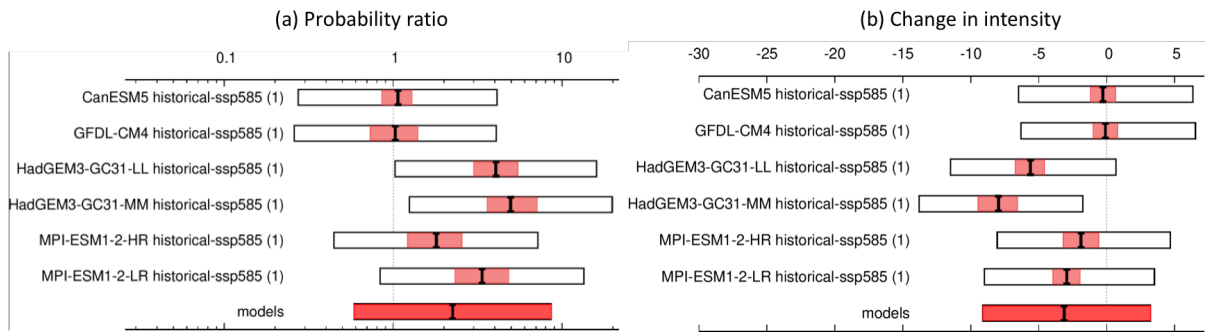 (a) Probability ratio
0.1 1 10
CanESM5 historical-ssp585 (1)
GFDL-CM4 historical-ssp585 (1)
HadGEM3-GC31-LL historical-ssp585 (1)
HadGEM3-GC31-MM historical-ssp585 (1)
MPI-ESM1-2-HR historical-ssp585 (1)
MPI-ESM1-2-LR historical-ssp585 (1)
models
(b) Change in intensity
-30 -25 -20 -15 -10 -5 0 5
CanESM5 historical-ssp585 (1)
GFDL-CM4 historical-ssp585 (1)
HadGEM3-GC31-LL historical-ssp585 (1)
HadGEM3-GC31-MM historical-ssp585 (1)
MPI-ESM1-2-HR historical-ssp585 (1)
MPI-ESM1-2-LR historical-ssp585 (1)
models